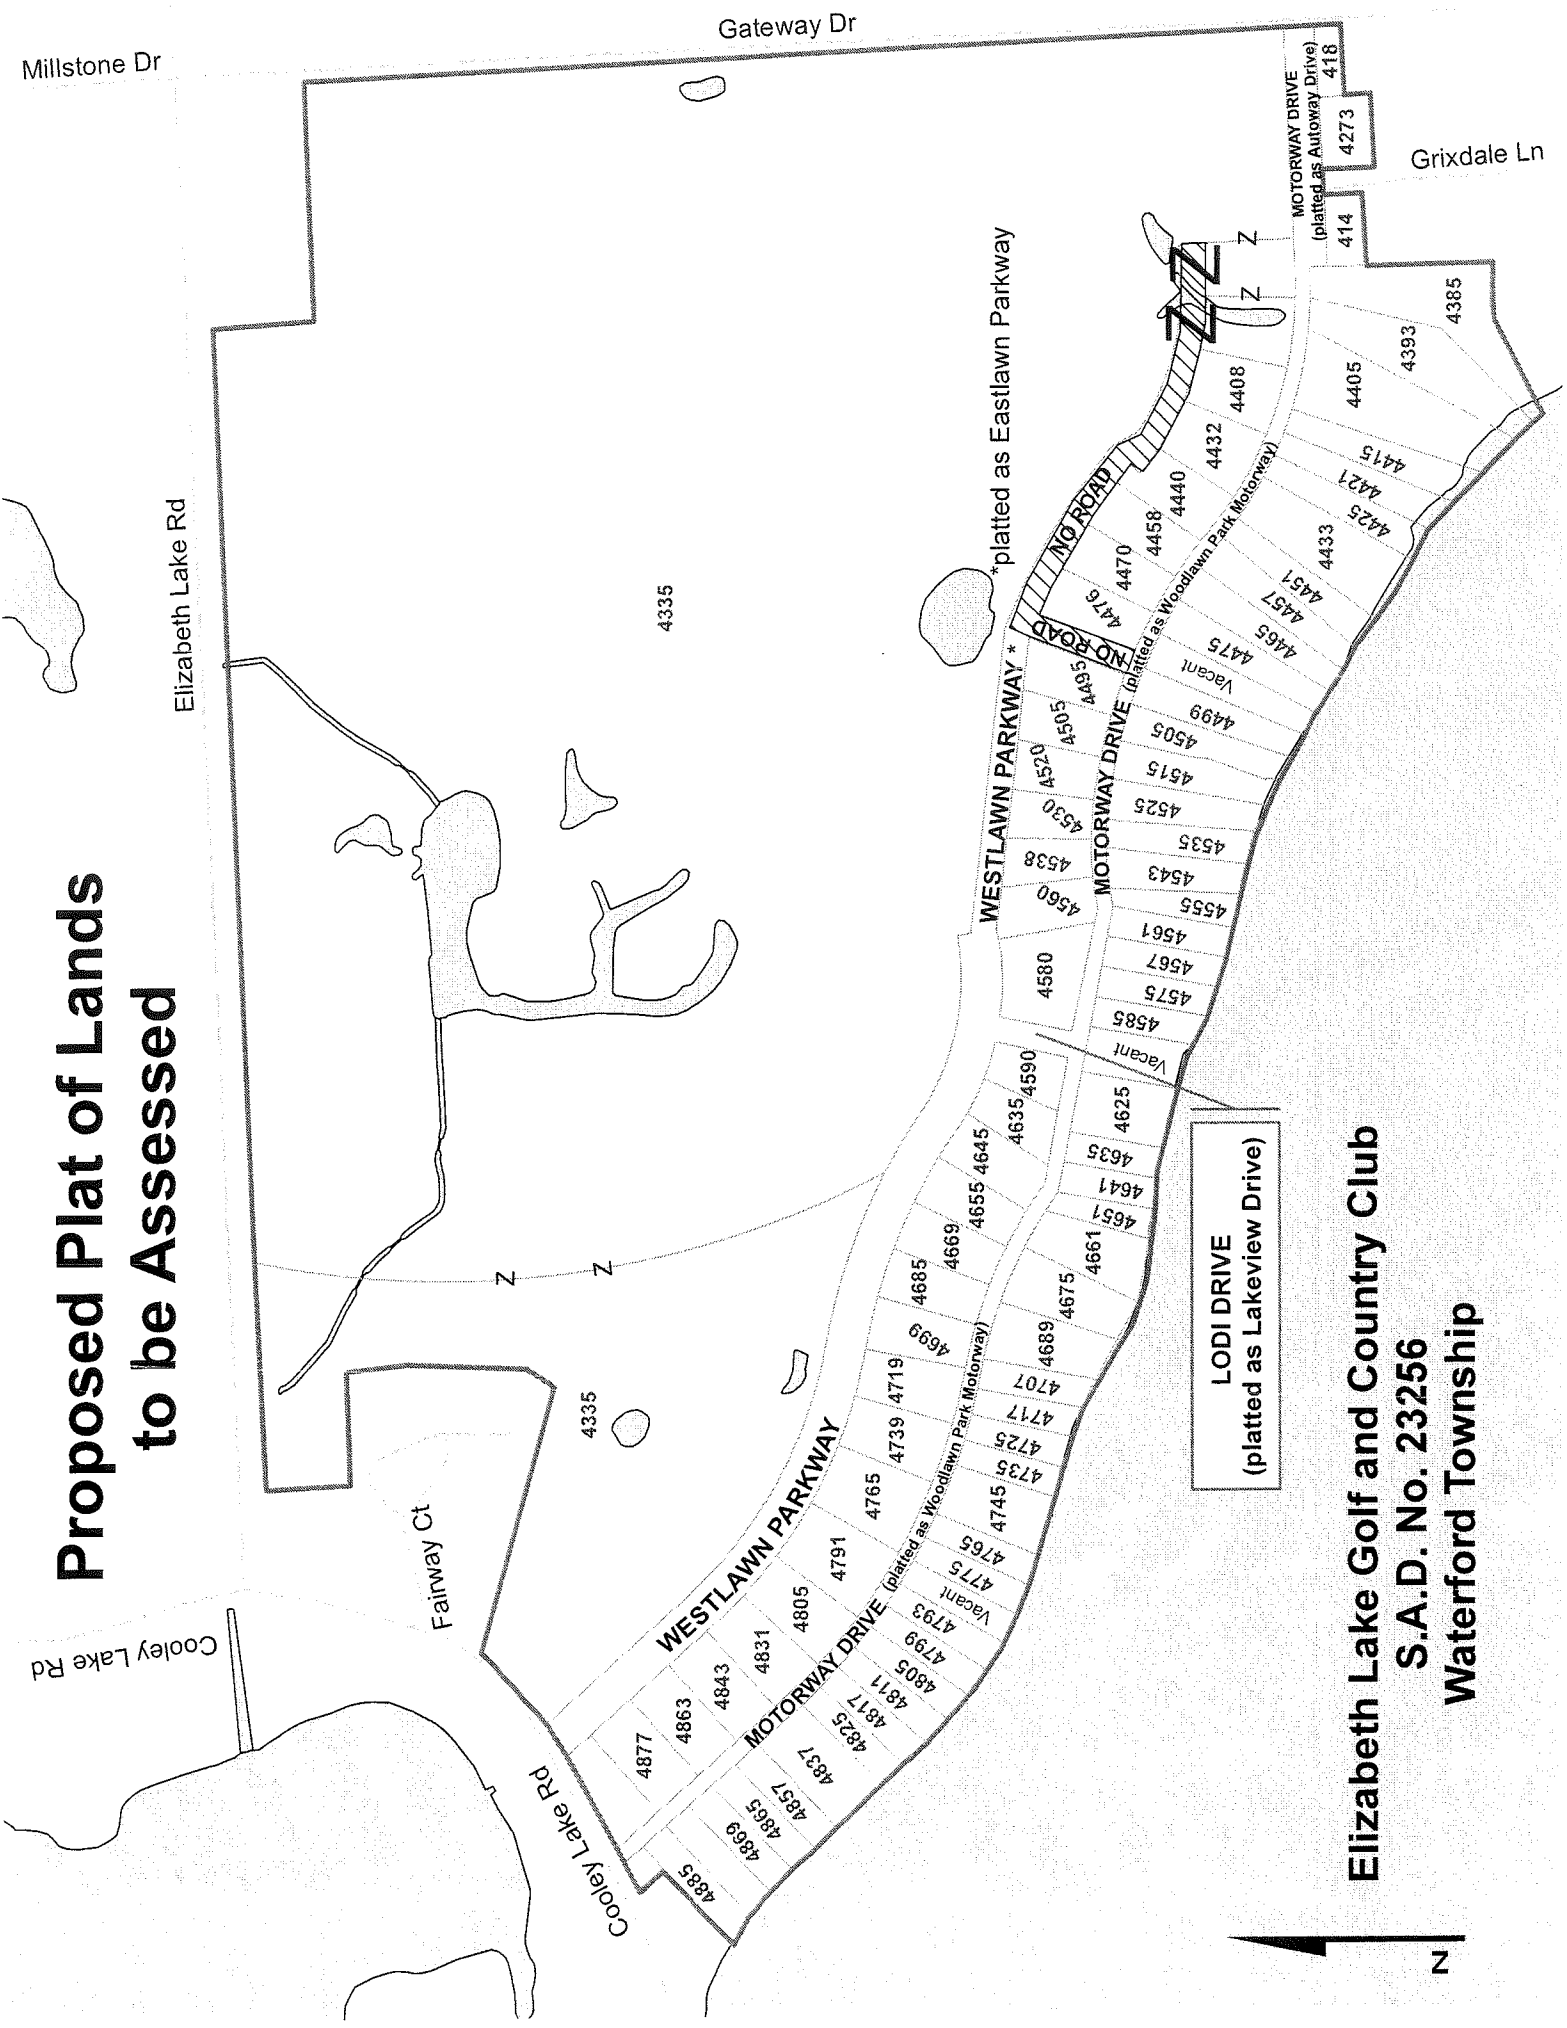 Proposed Plat of Lands
to be Assessed
Millstone Dr
Gateway Dr
Elizabeth Lake Rd
Cooley Lake Rd
Fairway Ct
Cooley Lake Rd
Grixdale Ln
4335
4335
Z
Z
Z
Z
*platted as Eastlawn Parkway
WESTLAWN PARKWAY
WESTLAWN PARKWAY *
NO ROAD
NO ROAD
MOTORWAY DRIVE
(platted as Autoway Drive)
MOTORWAY DRIVE (platted as Woodlawn Park Motorway)
MOTORWAY DRIVE (platted as Woodlawn Park Motorway)
4877
4863
4843
4831
4805
4791
4765
4739
4719
4699
4685
4669
4655
4645
4635
4590
4580
4560
4538
4530
4520
4505
4495
4476
4470
4458
4440
4432
4408
4885
4869
4865
4857
4837
4825
4817
4811
4805
4799
4793
Vacant
4775
4765
4745
4735
4725
4717
4707
4689
4675
4661
4651
4641
4635
4625
Vacant
4585
4575
4567
4561
4555
4543
4535
4525
4515
4505
4499
Vacant
4475
4465
4457
4451
4433
4425
4421
4415
4405
4393
4385
414
4273
418
LODI DRIVE
(platted as Lakeview Drive)
Elizabeth Lake Golf and Country Club
S.A.D. No. 23256
Waterford Township
N